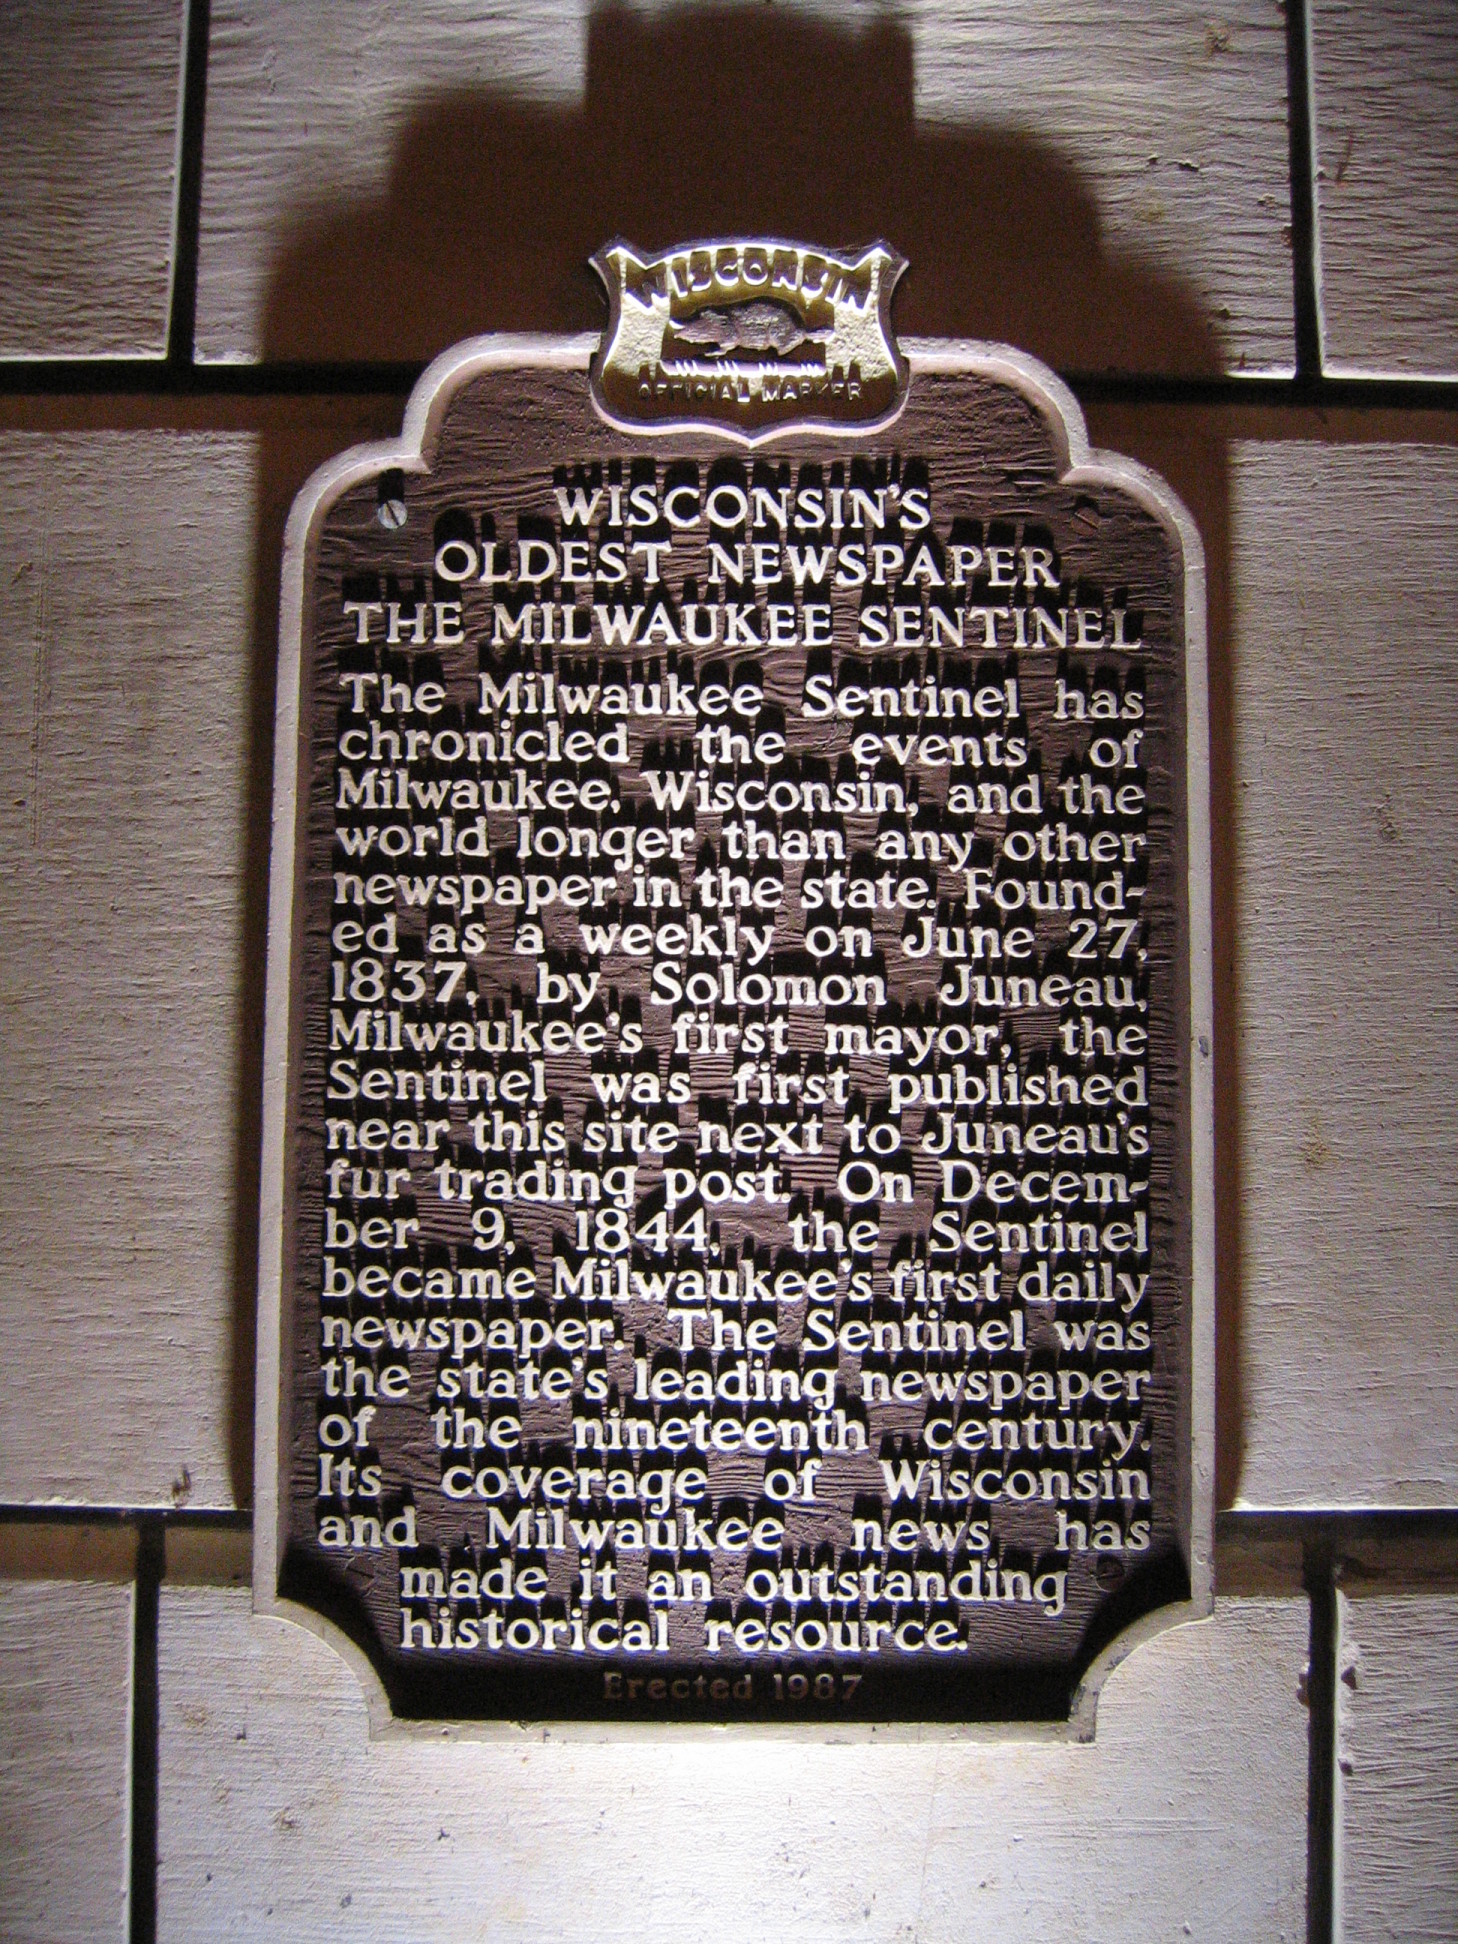 WISCONSIN
OFFICIAL MARKER
WISCONSIN'S
OLDEST NEWSPAPER
THE MILWAUKEE SENTINEL
The Milwaukee Sentinel has
chronicled the events of
Milwaukee, Wisconsin, and the
world longer than any other
newspaper in the state. Found-
ed as a weekly on June 27,
1837, by Solomon Juneau,
Milwaukee's first mayor, the
Sentinel was first published
near this site next to Juneau's
fur trading post. On Decem-
ber 9, 1844, the Sentinel
became Milwaukee's first daily
newspaper. The Sentinel was
the state's leading newspaper
of the nineteenth century.
Its coverage of Wisconsin
and Milwaukee news has
made it an outstanding
historical resource.
Erected 1987